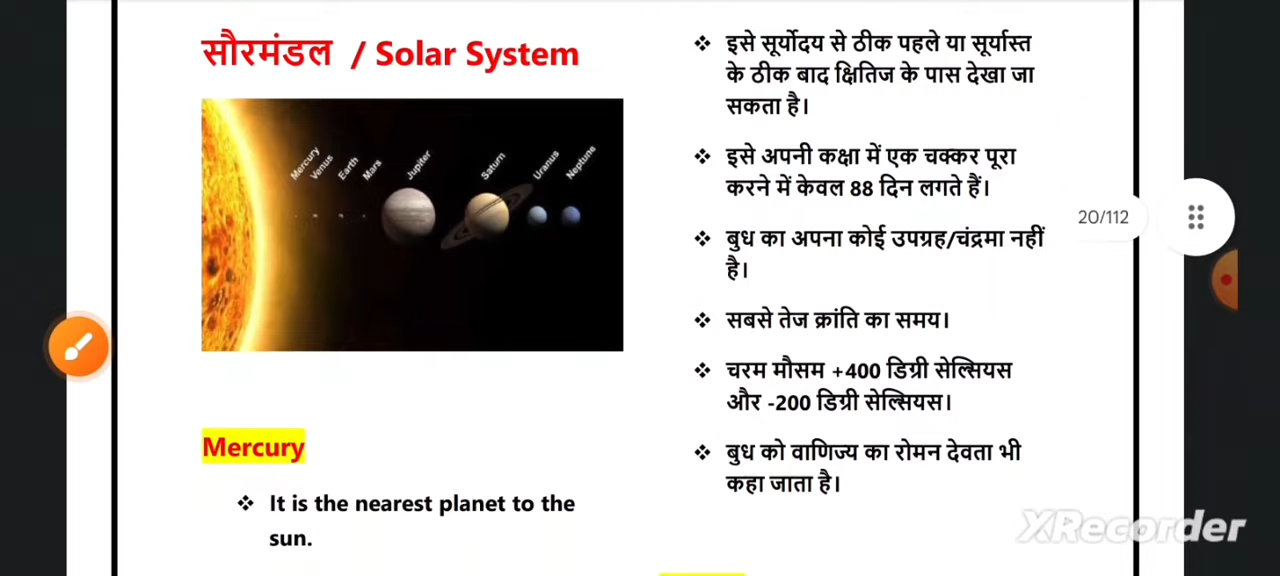 सौरमंडल / Solar System
Mercury
Venus
Earth
Mars
Jupiter
Saturn
Uranus
Neptune
Mercury
❖ It is the nearest planet to the
sun.
❖ इसे सूर्योदय से ठीक पहले या सूर्यास्त
के ठीक बाद क्षितिज के पास देखा जा
सकता है।
❖ इसे अपनी कक्षा में एक चक्कर पूरा
करने में केवल 88 दिन लगते हैं।
❖ बुध का अपना कोई उपग्रह/चंद्रमा नहीं
है।
❖ सबसे तेज क्रांति का समय।
❖ चरम मौसम +400 डिग्री सेल्सियस
और -200 डिग्री सेल्सियस।
❖ बुध को वाणिज्य का रोमन देवता भी
कहा जाता है।
20/112
XRecorder